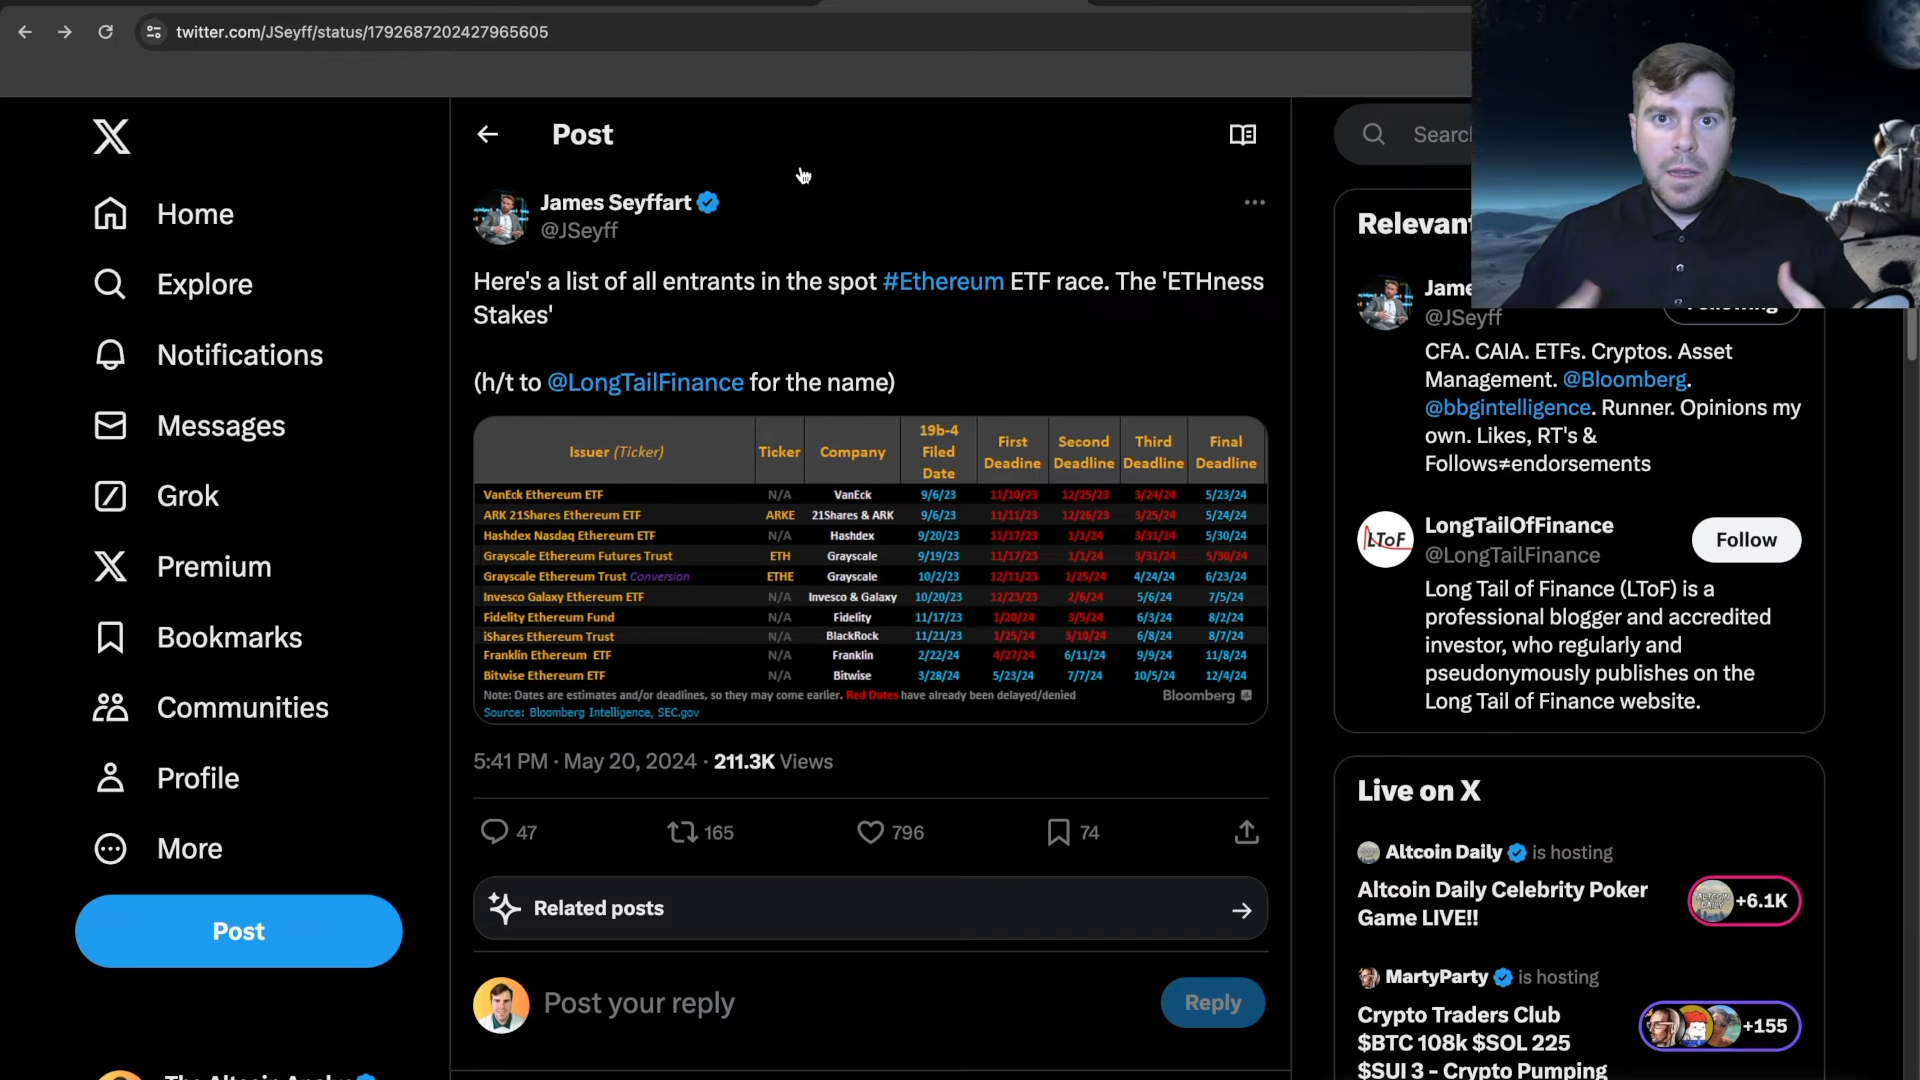 twitter.com/JSeyff/status/1792687202427965605
Home
Explore
Notifications
Messages
Grok
Premium
Bookmarks
Communities
Profile
More
Post
Post
James Seyffart
@JSeyff
Here's a list of all entrants in the spot #Ethereum ETF race. The 'ETHness
Stakes'
(h/t to @LongTailFinance for the name)
Issuer (Ticker) Ticker Company 19b-4 Filed Date First Deadine Second Deadline Third Deadline Final Deadline
VanEck Ethereum ETF N/A VanEck 9/6/23 11/10/23 12/25/23 3/24/24 5/23/24
ARK 21Shares Ethereum ETF ARKE 21Shares & ARK 9/6/23 11/11/23 12/26/23 3/25/24 5/24/24
Hashdex Nasdaq Ethereum ETF N/A Hashdex 9/20/23 11/17/23 1/1/24 3/31/24 5/30/24
Grayscale Ethereum Futures Trust ETH Grayscale 9/19/23 11/17/23 1/1/24 3/31/24 5/30/24
Grayscale Ethereum Trust Conversion ETHE Grayscale 10/2/23 12/11/23 1/25/24 4/24/24 6/23/24
Invesco Galaxy Ethereum ETF N/A Invesco & Galaxy 10/20/23 12/23/23 2/6/24 5/6/24 7/5/24
Fidelity Ethereum Fund N/A Fidelity 11/17/23 1/20/24 3/5/24 6/3/24 8/2/24
iShares Ethereum Trust N/A BlackRock 11/21/23 1/25/24 3/10/24 6/8/24 8/7/24
Franklin Ethereum ETF N/A Franklin 2/22/24 4/27/24 6/11/24 9/9/24 11/8/24
Bitwise Ethereum ETF N/A Bitwise 3/28/24 5/23/24 7/7/24 10/5/24 12/4/24
Note: Dates are estimates and/or deadlines, so they may come earlier. Red Dates have already been delayed/denied Bloomberg
Source: Bloomberg Intelligence, SEC.gov
5:41 PM · May 20, 2024 · 211.3K Views
47 165 796 74
Related posts
Post your reply
Reply
Search
Relevant
Jame
@JSeyff
CFA. CAIA. ETFs. Cryptos. Asset
Management. @Bloomberg.
@bbgintelligence. Runner. Opinions my
own. Likes, RT's &
Follows≠endorsements
LToF
LongTailOfFinance
@LongTailFinance
Follow
Long Tail of Finance (LToF) is a
professional blogger and accredited
investor, who regularly and
pseudonymously publishes on the
Long Tail of Finance website.
Live on X
Altcoin Daily is hosting
Altcoin Daily Celebrity Poker
Game LIVE!!
ALTCOIN DAILY
+6.1K
MartyParty is hosting
Crypto Traders Club
$BTC 108k $SOL 225
$SUI 3 - Crypto Pumping
+155